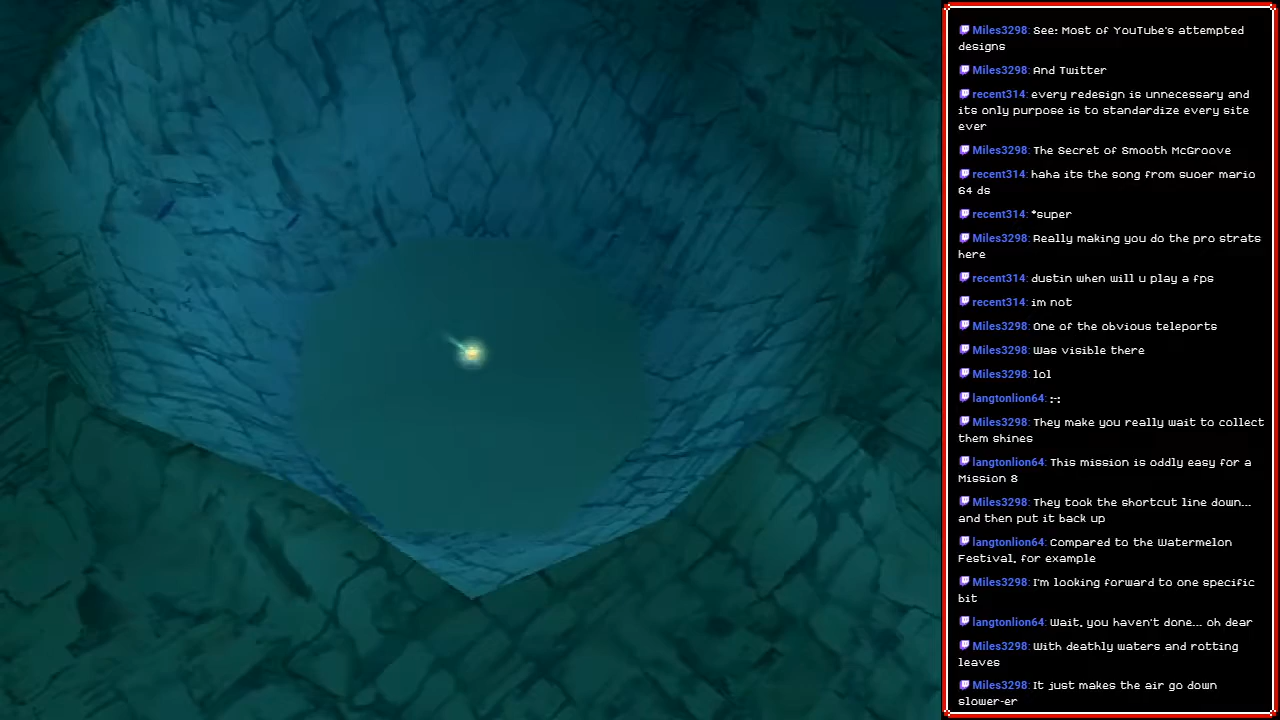 Miles3298: See: Most of YouTube's attempted
designs
Miles3298: And Twitter
recent314: every redesign is unnecessary and
its only purpose is to standardize every site
ever
Miles3298: The Secret of Smooth McGroove
recent314: haha its the song from suoer mario
64 ds
recent314: *super
Miles3298: Really making you do the pro strats
here
recent314: dustin when will u play a fps
recent314: im not
Miles3298: One of the obvious teleports
Miles3298: Was visible there
Miles3298: lol
langtonlion64: :-:
Miles3298: They make you really wait to collect
them shines
langtonlion64: This mission is oddly easy for a
Mission 8
Miles3298: They took the shortcut line down...
and then put it back up
langtonlion64: Compared to the Watermelon
Festival, for example
Miles3298: I'm looking forward to one specific
bit
langtonlion64: Wait, you haven't done... oh dear
Miles3298: With deathly waters and rotting
leaves
Miles3298: It just makes the air go down
slower-er